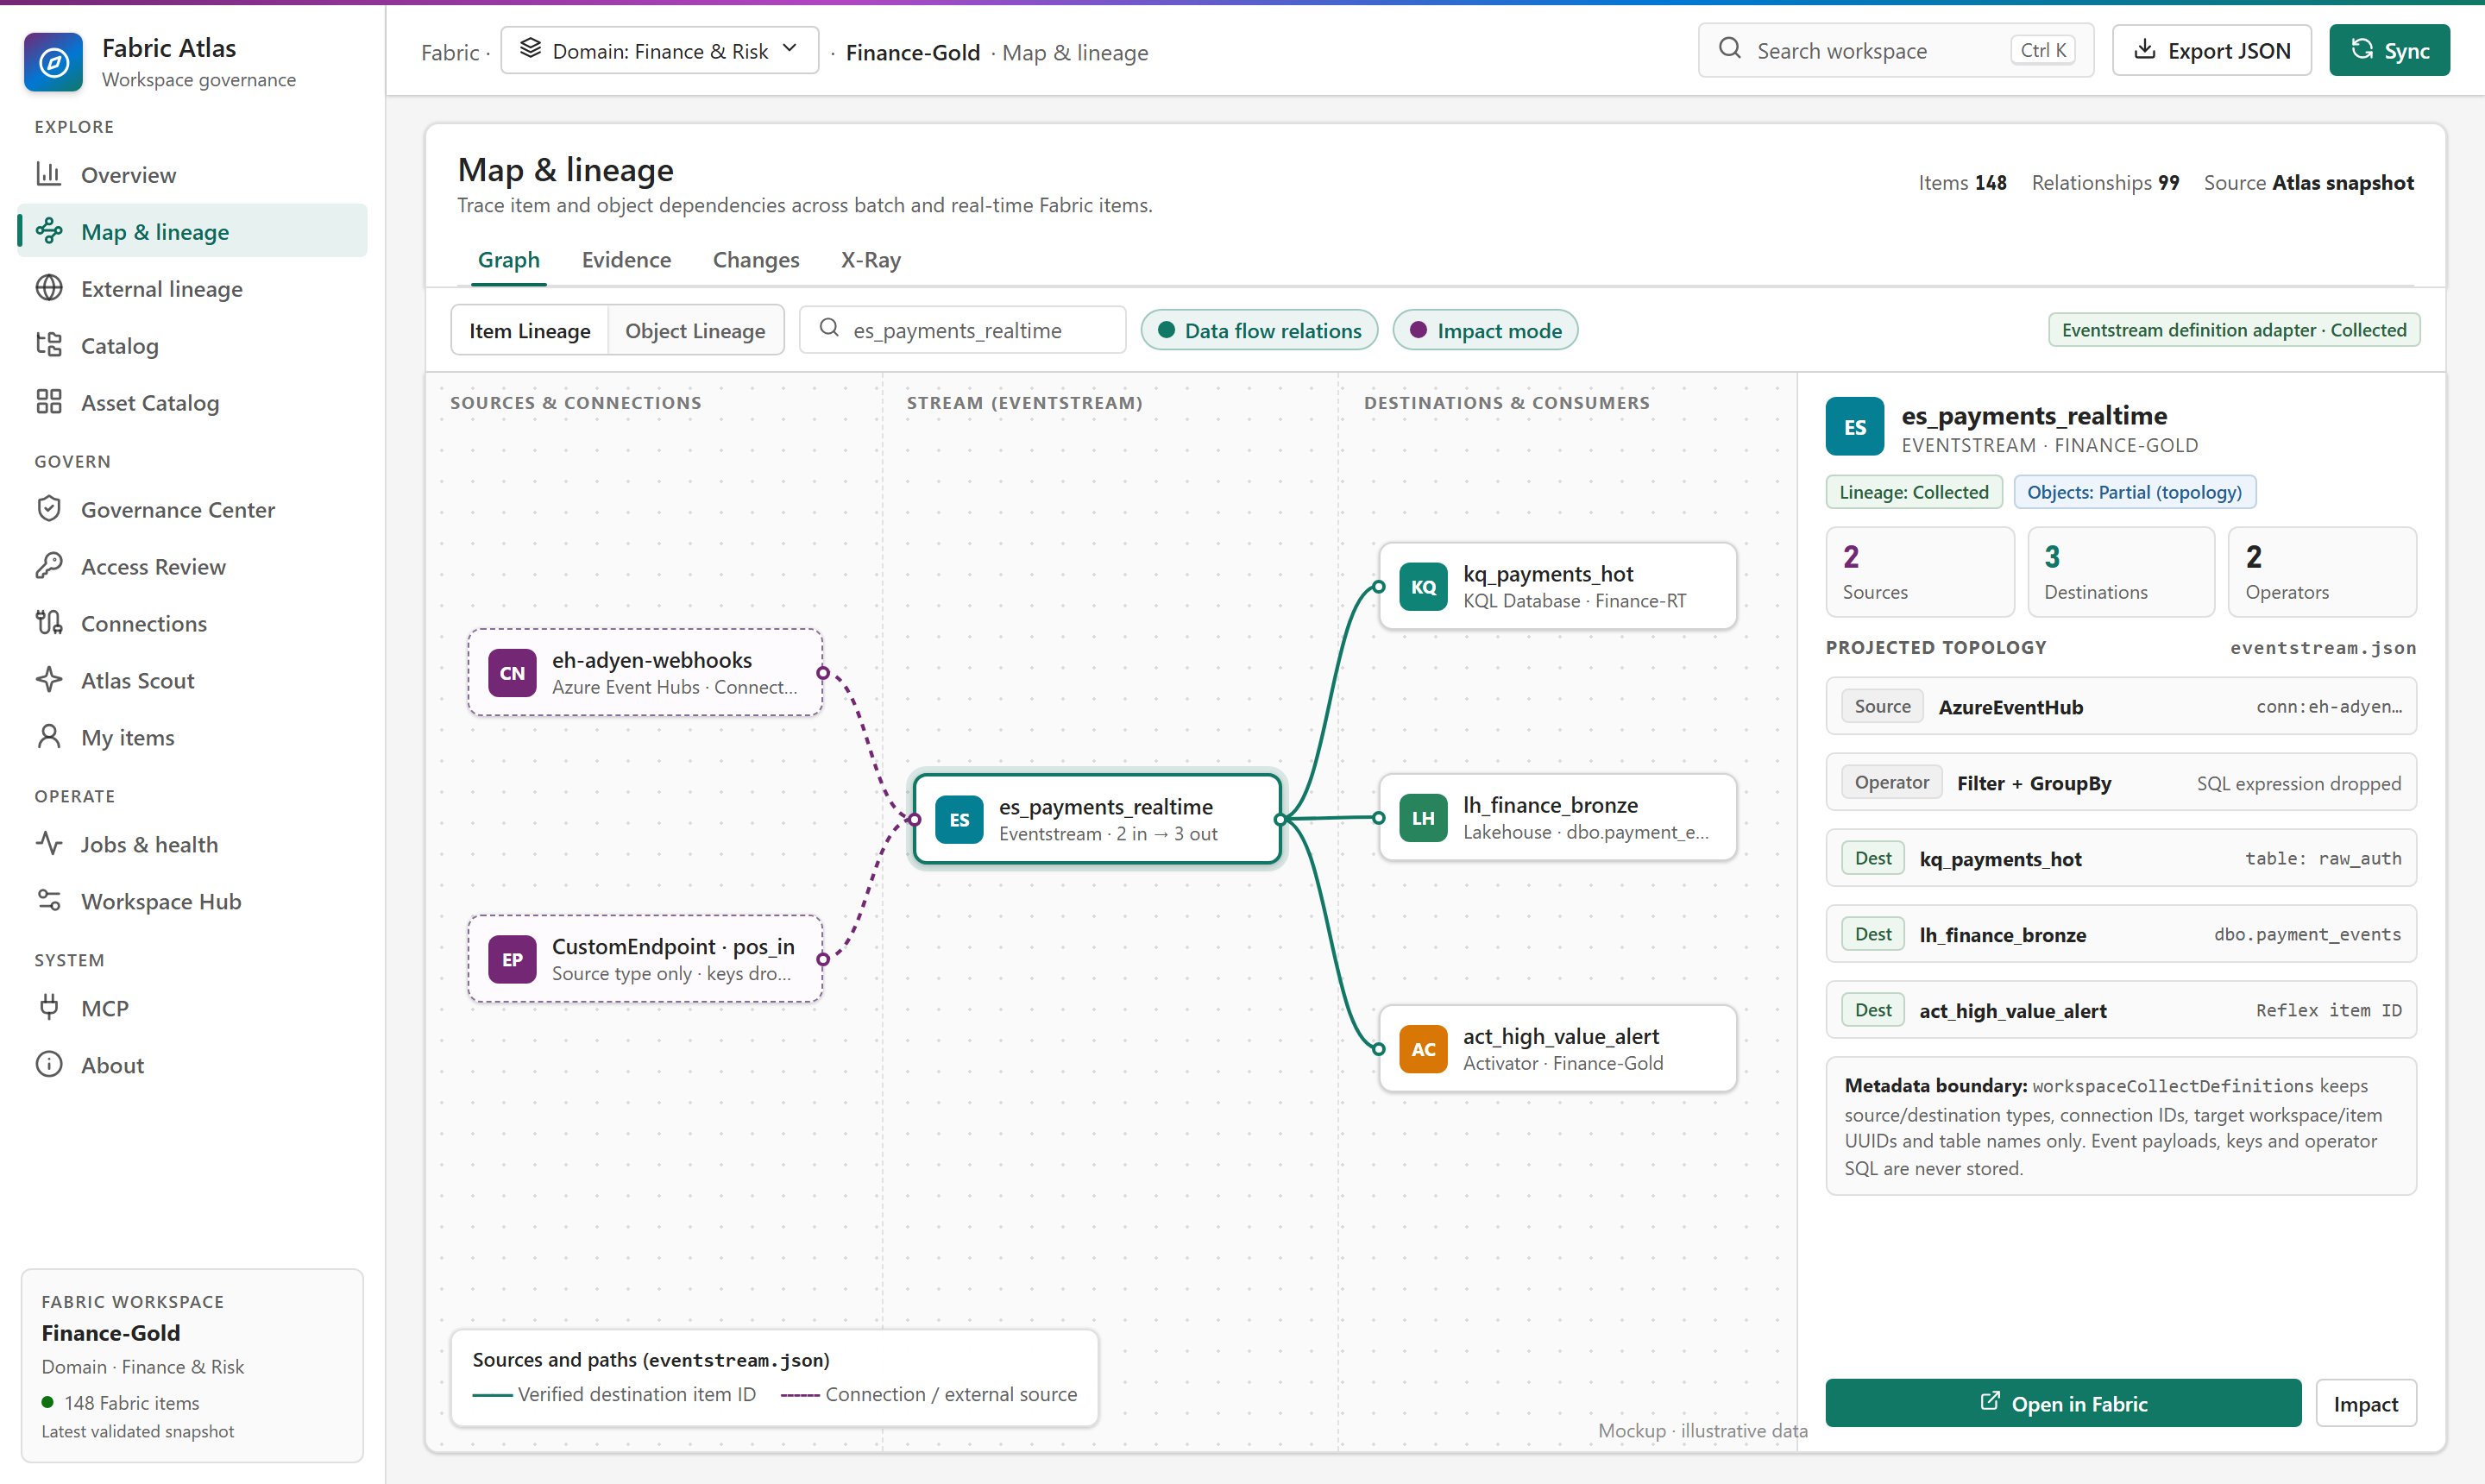 Fabric Atlas
Workspace governance
EXPLORE
Overview
Map & lineage
External lineage
Catalog
Asset Catalog
GOVERN
Governance Center
Access Review
Connections
Atlas Scout
My items
OPERATE
Jobs & health
Workspace Hub
SYSTEM
MCP
About
FABRIC WORKSPACE
Finance-Gold
Domain · Finance & Risk
148 Fabric items
Latest validated snapshot
Fabric · Domain: Finance & Risk · Finance-Gold · Map & lineage
Search workspace Ctrl K
Export JSON
Sync
Map & lineage
Trace item and object dependencies across batch and real-time Fabric items.
Items 148 Relationships 99 Source Atlas snapshot
Graph Evidence Changes X-Ray
Item Lineage Object Lineage es_payments_realtime Data flow relations Impact mode Eventstream definition adapter · Collected
SOURCES & CONNECTIONS
STREAM (EVENTSTREAM)
DESTINATIONS & CONSUMERS
CN eh-adyen-webhooks
Azure Event Hubs · Connect...
EP CustomEndpoint · pos_in
Source type only · keys dro...
ES es_payments_realtime
Eventstream · 2 in → 3 out
KQ kq_payments_hot
KQL Database · Finance-RT
LH lh_finance_bronze
Lakehouse · dbo.payment_e...
AC act_high_value_alert
Activator · Finance-Gold
Sources and paths (eventstream.json)
Verified destination item ID Connection / external source
Mockup · illustrative data
ES es_payments_realtime
EVENTSTREAM · FINANCE-GOLD
Lineage: Collected Objects: Partial (topology)
2 Sources
3 Destinations
2 Operators
PROJECTED TOPOLOGY eventstream.json
Source AzureEventHub conn:eh-adyen…
Operator Filter + GroupBy SQL expression dropped
Dest kq_payments_hot table: raw_auth
Dest lh_finance_bronze dbo.payment_events
Dest act_high_value_alert Reflex item ID
Metadata boundary: workspaceCollectDefinitions keeps
source/destination types, connection IDs, target workspace/item
UUIDs and table names only. Event payloads, keys and operator
SQL are never stored.
Open in Fabric
Impact